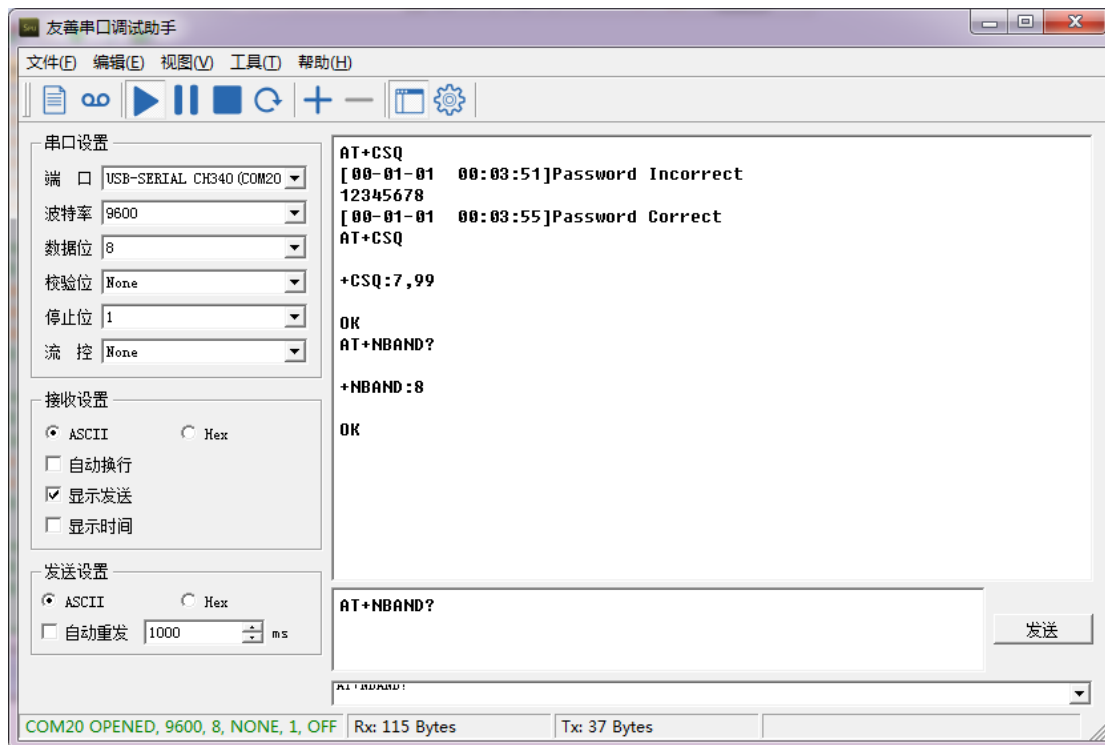 友善串口调试助手
文件(F) 编辑(E) 视图(V) 工具(T) 帮助(H)
串口设置
端 口 USB-SERIAL CH340 (COM20
波特率 9600
数据位 8
校验位 None
停止位 1
流 控 None
接收设置
ASCII Hex
自动换行
显示发送
显示时间
发送设置
ASCII Hex
自动重发 1000 ms
AT+CSQ
[00-01-01 00:03:51]Password Incorrect
12345678
[00-01-01 00:03:55]Password Correct
AT+CSQ
+CSQ:7,99
OK
AT+NBAND?
+NBAND:8
OK
AT+NBAND?
发送
AT+NBAND?
COM20 OPENED, 9600, 8, NONE, 1, OFF Rx: 115 Bytes Tx: 37 Bytes